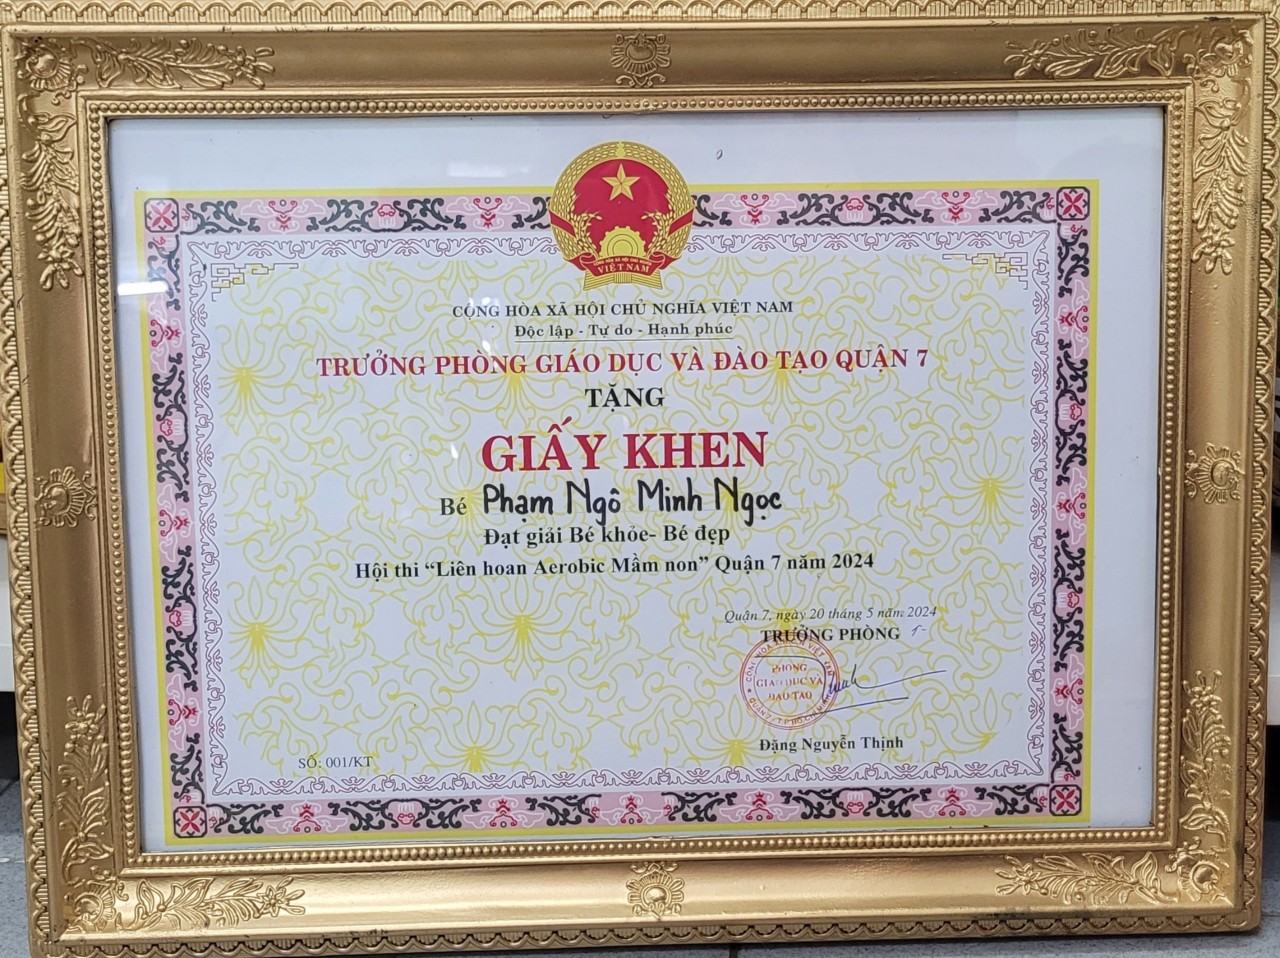 CỘNG HÒA XÃ HỘI CHỦ NGHĨA VIỆT NAM
Độc lập - Tự do - Hạnh phúc
TRƯỞNG PHÒNG GIÁO DỤC VÀ ĐÀO TẠO QUẬN 7
TẶNG
GIẤY KHEN
Bé Phạm Ngô Minh Ngọc
Đạt giải Bé khỏe- Bé đẹp
Hội thi “Liên hoan Aerobic Mầm non” Quận 7 năm 2024
Quận 7, ngày 20 tháng 5 năm 2024
TRƯỞNG PHÒNG
PHÒNG
GIÁO DỤC VÀ
ĐÀO TẠO
Đặng Nguyễn Thịnh
SỐ: 001/KT
VIỆT NAM